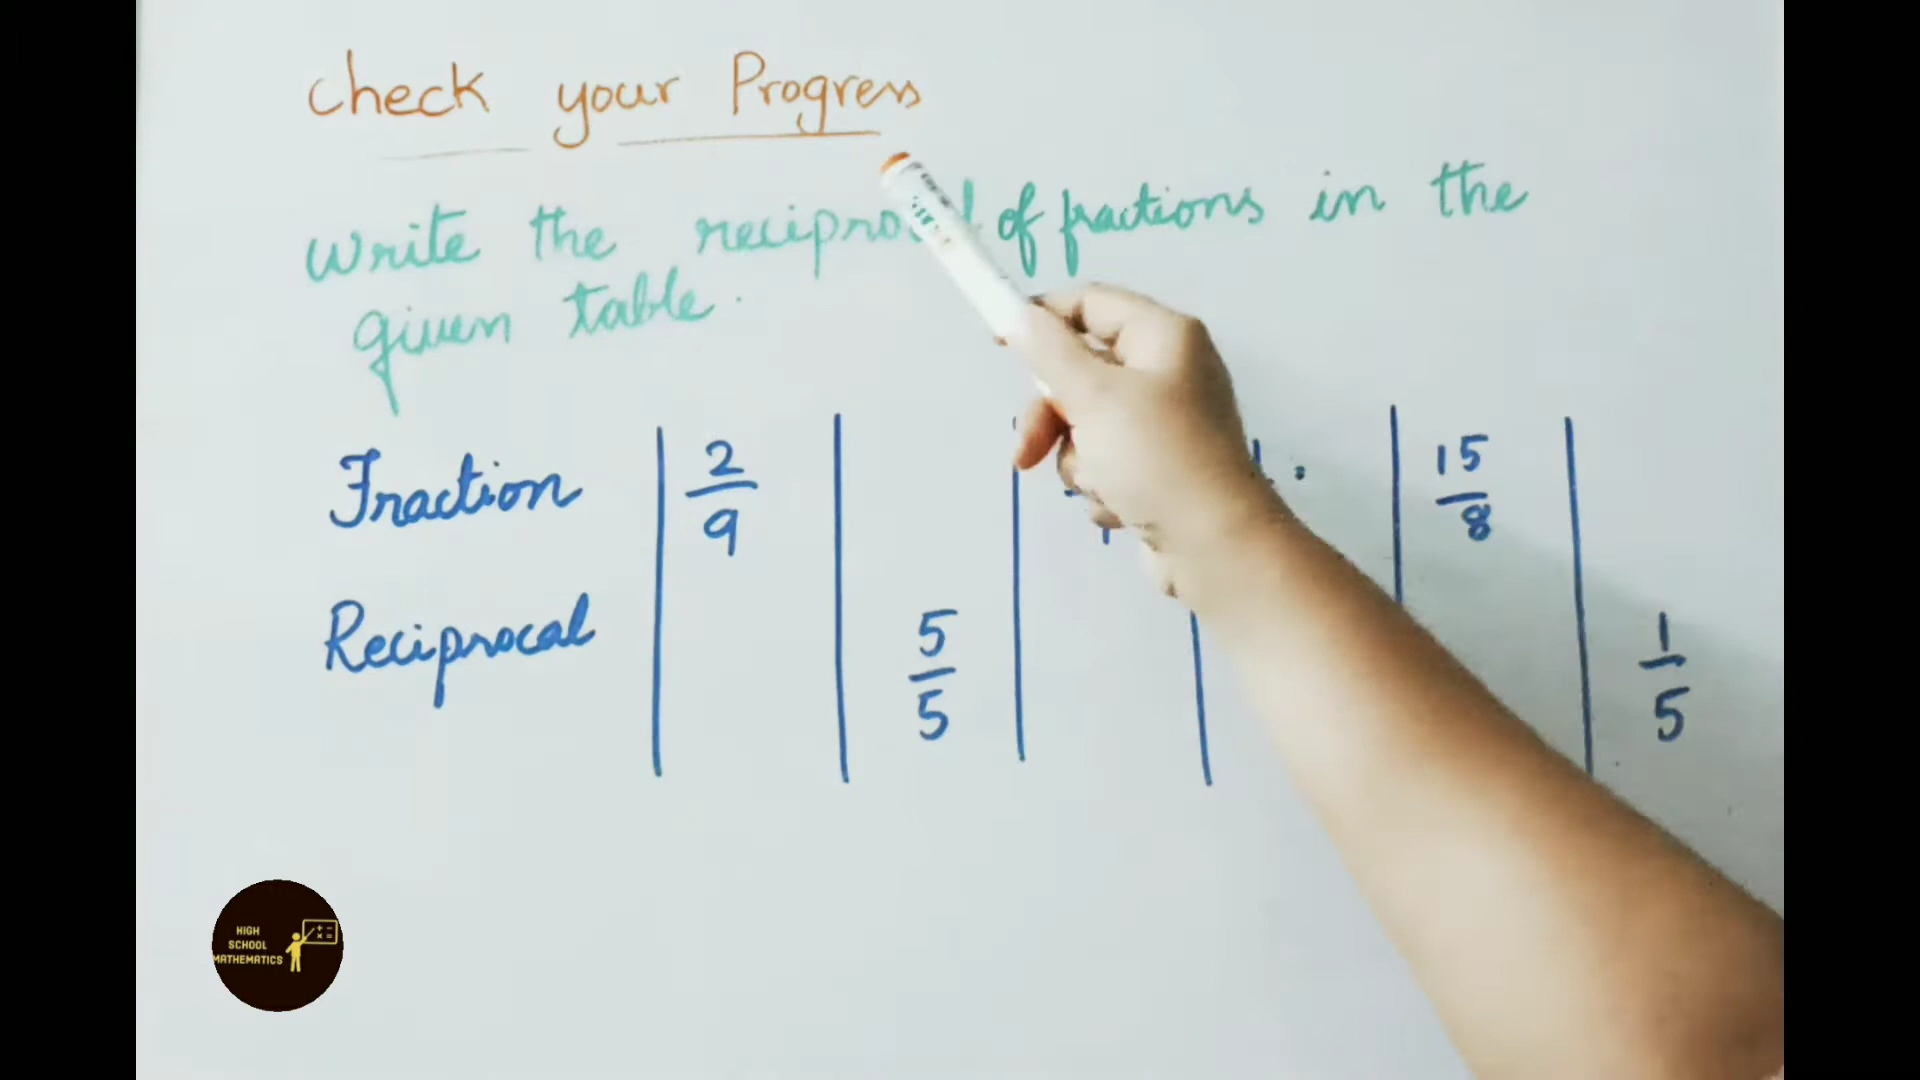 Check your Progress
Write the of fractions in the
given table.
Fraction 2/9 15/8
Reciprocal 5/5 1/5
HIGH
SCHOOL
MATHEMATICS